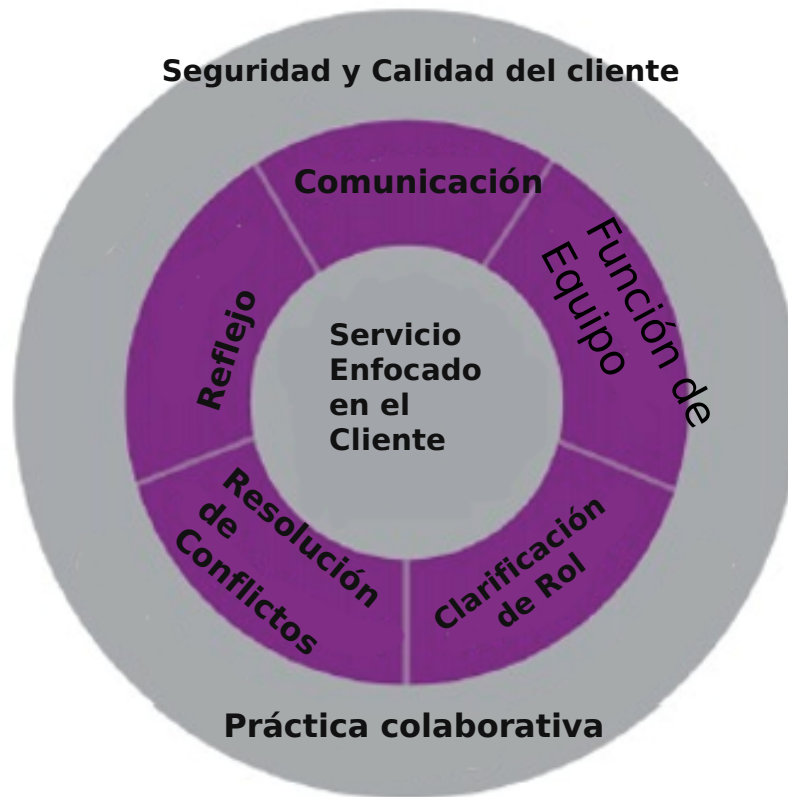 Seguridad y Calidad del cliente
Comunicación
Función de
Equipo
Reflejo
Servicio
Enfocado
en el
Cliente
Resolución
de
Conflictos
Clarificación
de Rol
Práctica colaborativa